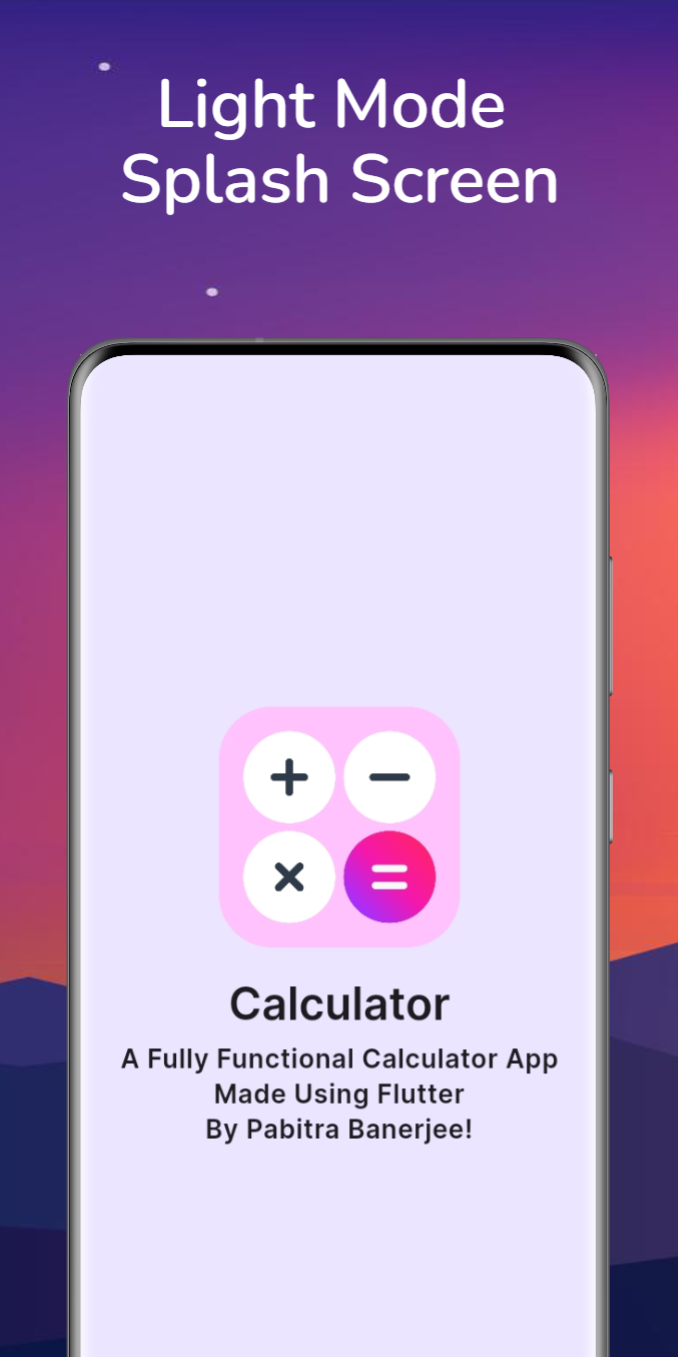 Light Mode
Splash Screen
Calculator
A Fully Functional Calculator App
Made Using Flutter
By Pabitra Banerjee!